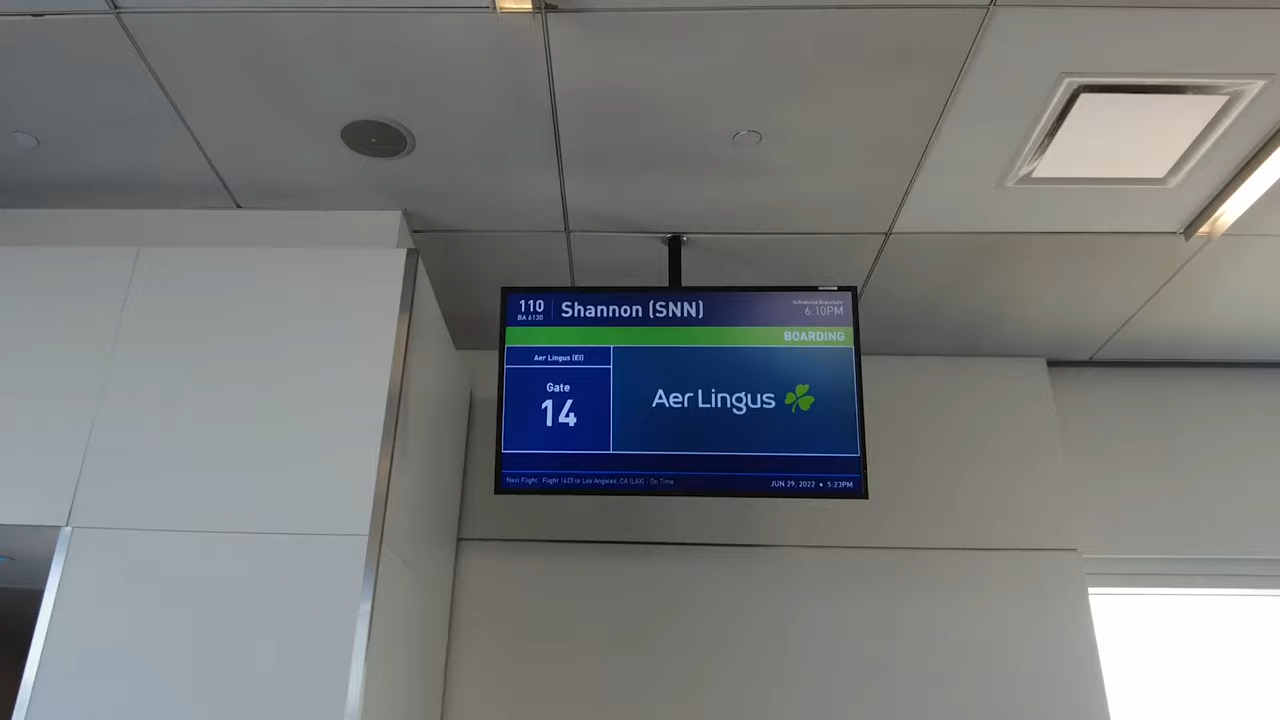 110
BA 6130
Shannon (SNN)
Scheduled Departure
6:10PM
BOARDING
Aer Lingus (EI)
Gate
14
Aer Lingus
Next Flight: Flight 1623 to Los Angeles, CA (LAX) - On Time
JUN 29, 2022 • 5:23PM